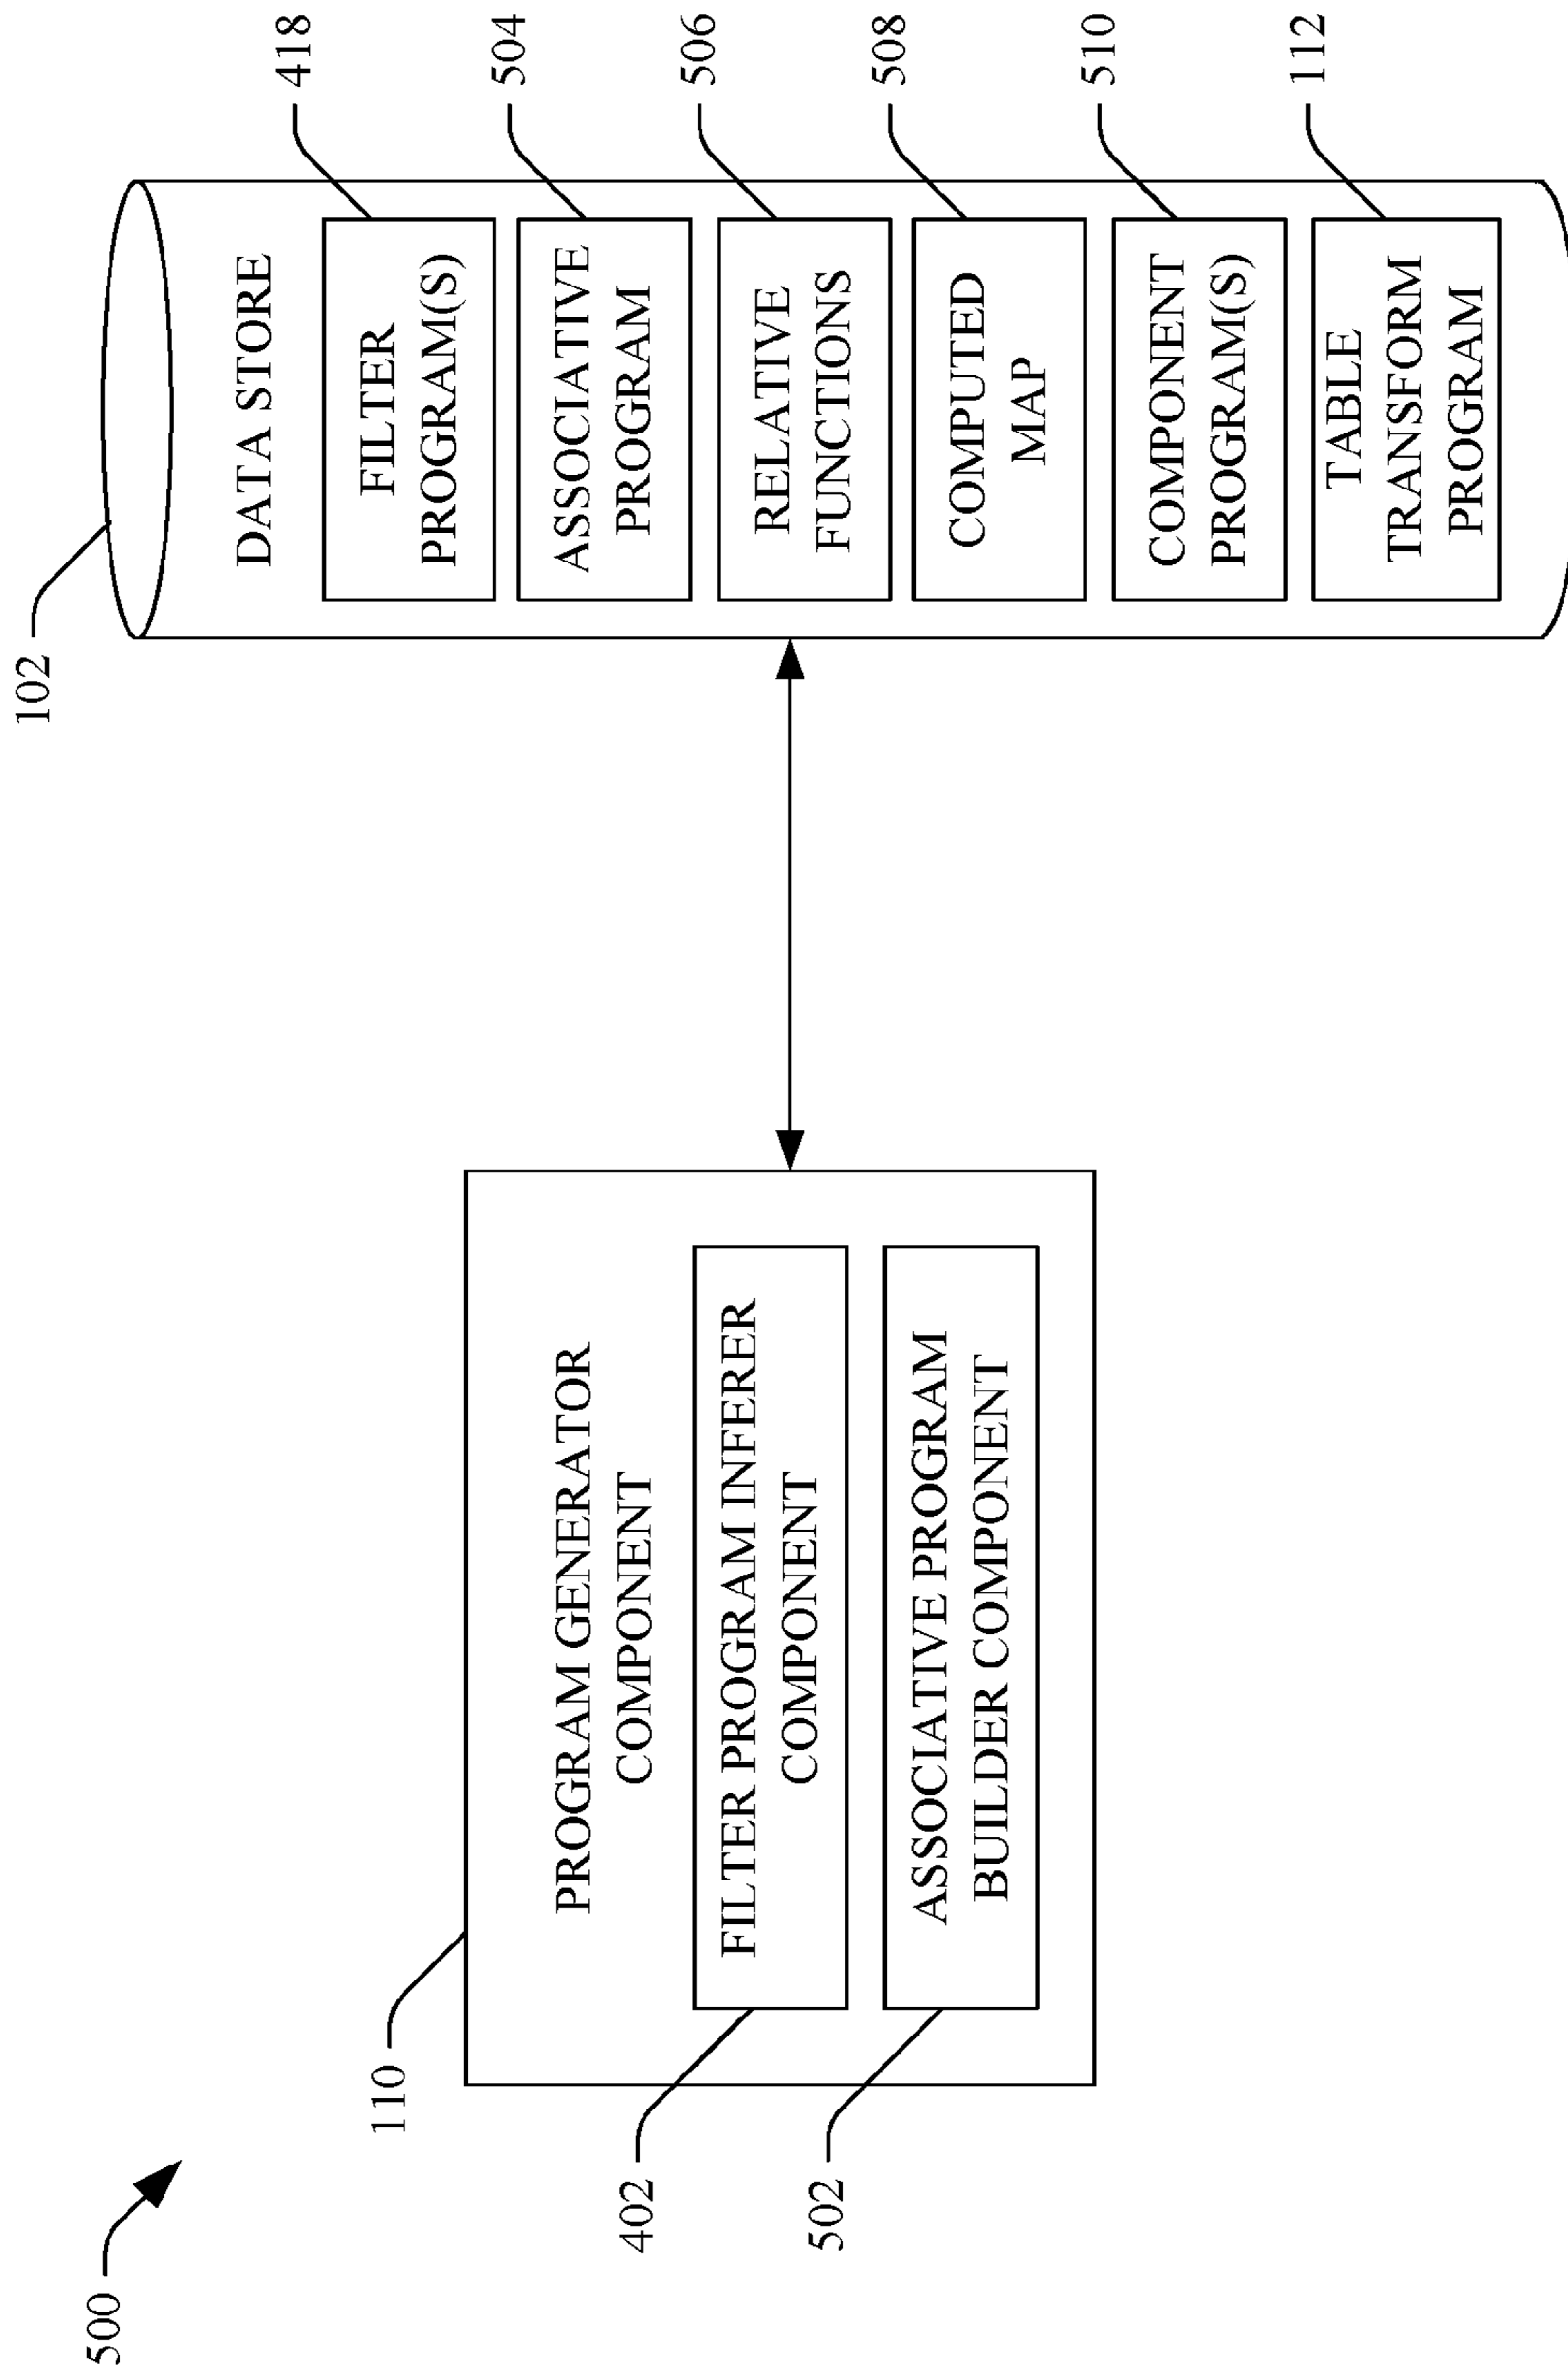 500
110
PROGRAM GENERATOR
COMPONENT
402
FILTER PROGRAM INFERER
COMPONENT
502
ASSOCIATIVE PROGRAM
BUILDER COMPONENT
102
DATA STORE
FILTER
PROGRAM(S)
418
ASSOCIATIVE
PROGRAM
504
RELATIVE
FUNCTIONS
506
COMPUTED
MAP
508
COMPONENT
PROGRAM(S)
510
TABLE
TRANSFORM
PROGRAM
112